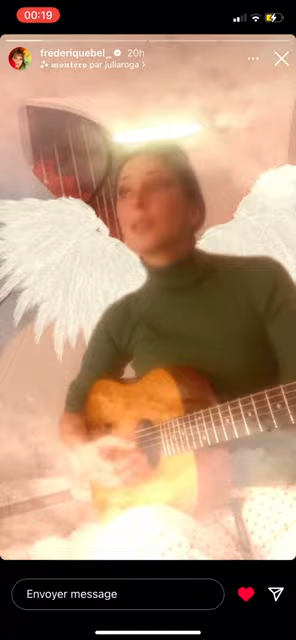 00:19
frederiquebel_ 20h
𝖒𝖔𝖓𝖙𝖊𝖗𝖔 par juliaroga
Envoyer message